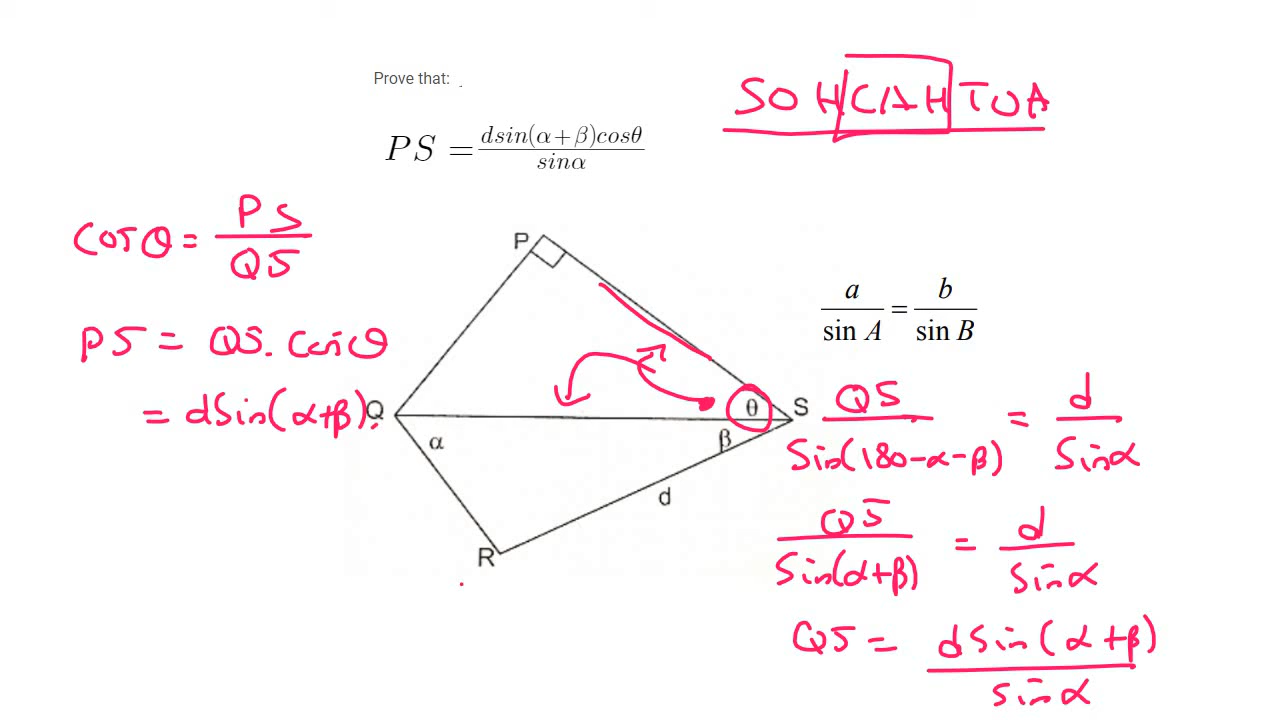 Prove that:
SOH CAH TOA
PS = dsin(α+β)cosθ / sinα
cosθ = PS / QS
P
a / sin A = b / sin B
PS = QS. cosθ
= dsin(α+β).
Q
θ
S
α
β
QS / sin(180-α-β) = d / sinα
d
QS / sin(α+β) = d / sinα
R
QS = dsin(α+β) / sinα